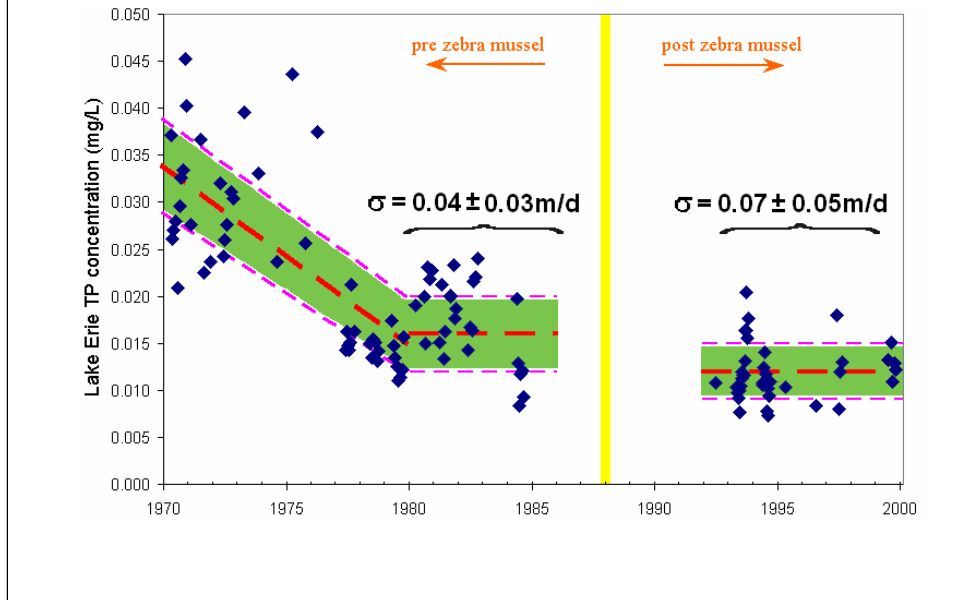 0.050
0.045
0.040
0.035
0.030
0.025
0.020
0.015
0.010
0.005
0.000
Lake Erie TP concentration (mg/L)
pre zebra mussel
post zebra mussel
σ = 0.04 ± 0.03m/d
σ = 0.07 ± 0.05m/d
1970 1975 1980 1985 1990 1995 2000